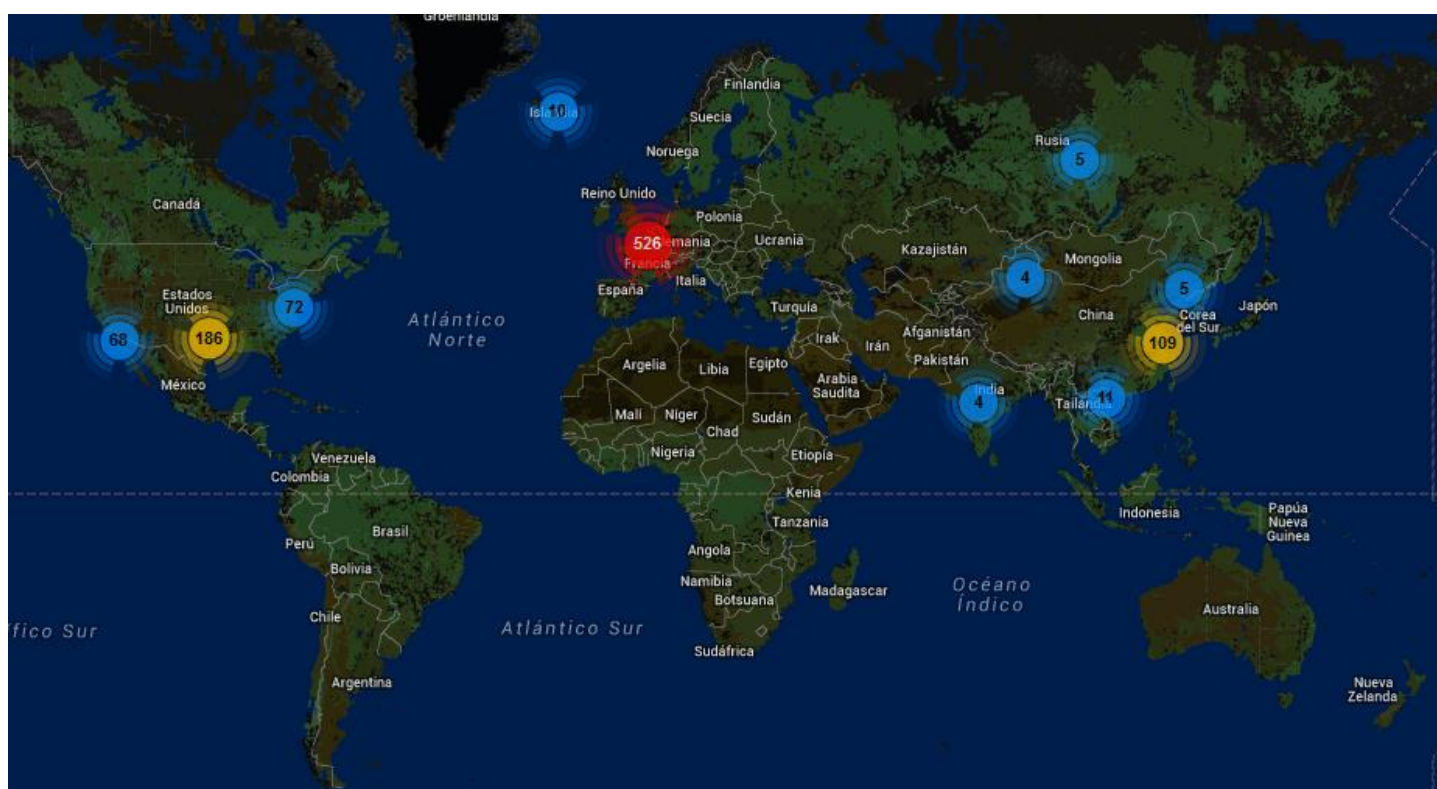 Groenlandia
Finlandia
10
Islandia
Suecia
Rusia
5
Noruega
Reino Unido
Canadá
Polonia
526
Alemania
Ucrania
Kazajistán
Mongolia
Francia
4
Italia
España
5
Estados
Unidos
72
Turquía
China
Corea
del Sur
Japón
Atlántico
Norte
68
186
Irak
Irán
Afganistán
109
Pakistán
México
Argelia
Libia
Egipto
Arabia
Saudita
India
4
Tailandia
11
Malí
Níger
Sudán
Chad
Nigeria
Etiopía
Venezuela
Colombia
Kenia
Indonesia
Papúa
Nueva
Guinea
Tanzania
Brasil
Perú
Angola
Bolivia
Namibia
Botsuana
Madagascar
Océano
Índico
Australia
Chile
ífico Sur
Atlántico Sur
Sudáfrica
Argentina
Nueva
Zelanda